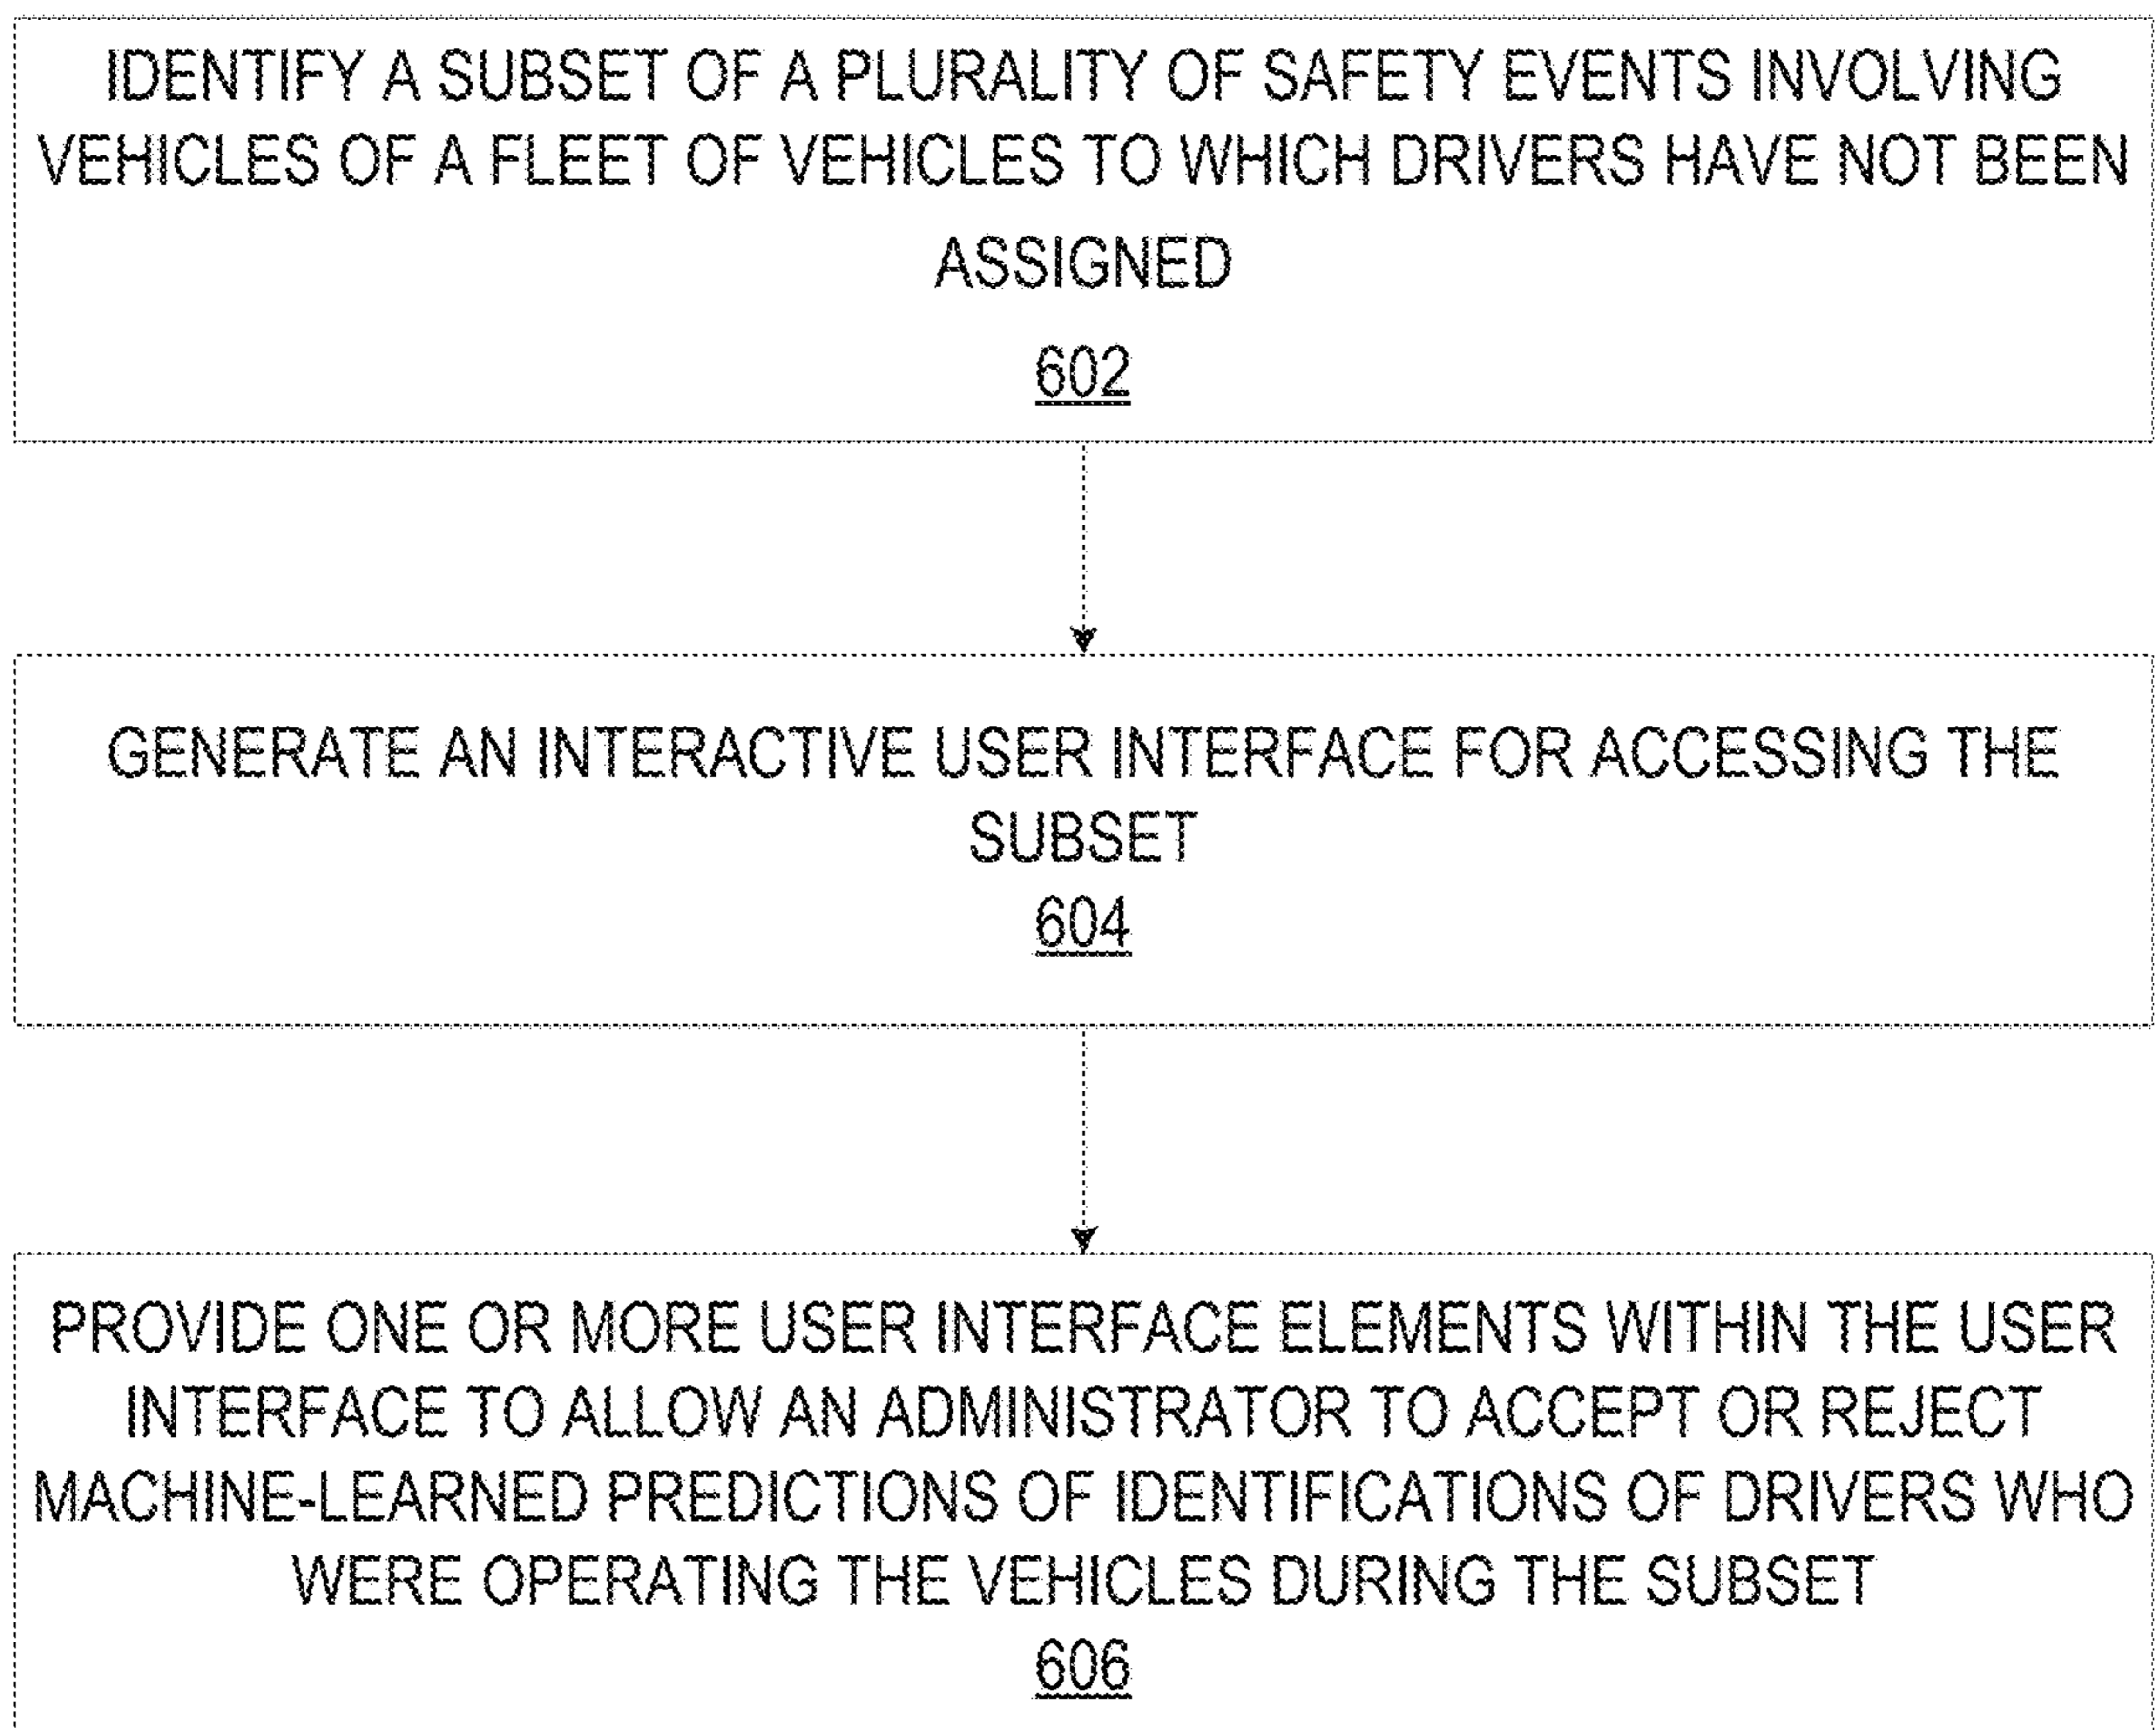 IDENTIFY A SUBSET OF A PLURALITY OF SAFETY EVENTS INVOLVING
VEHICLES OF A FLEET OF VEHICLES TO WHICH DRIVERS HAVE NOT BEEN
ASSIGNED
602
GENERATE AN INTERACTIVE USER INTERFACE FOR ACCESSING THE
SUBSET
604
PROVIDE ONE OR MORE USER INTERFACE ELEMENTS WITHIN THE USER
INTERFACE TO ALLOW AN ADMINISTRATOR TO ACCEPT OR REJECT
MACHINE-LEARNED PREDICTIONS OF IDENTIFICATIONS OF DRIVERS WHO
WERE OPERATING THE VEHICLES DURING THE SUBSET
606